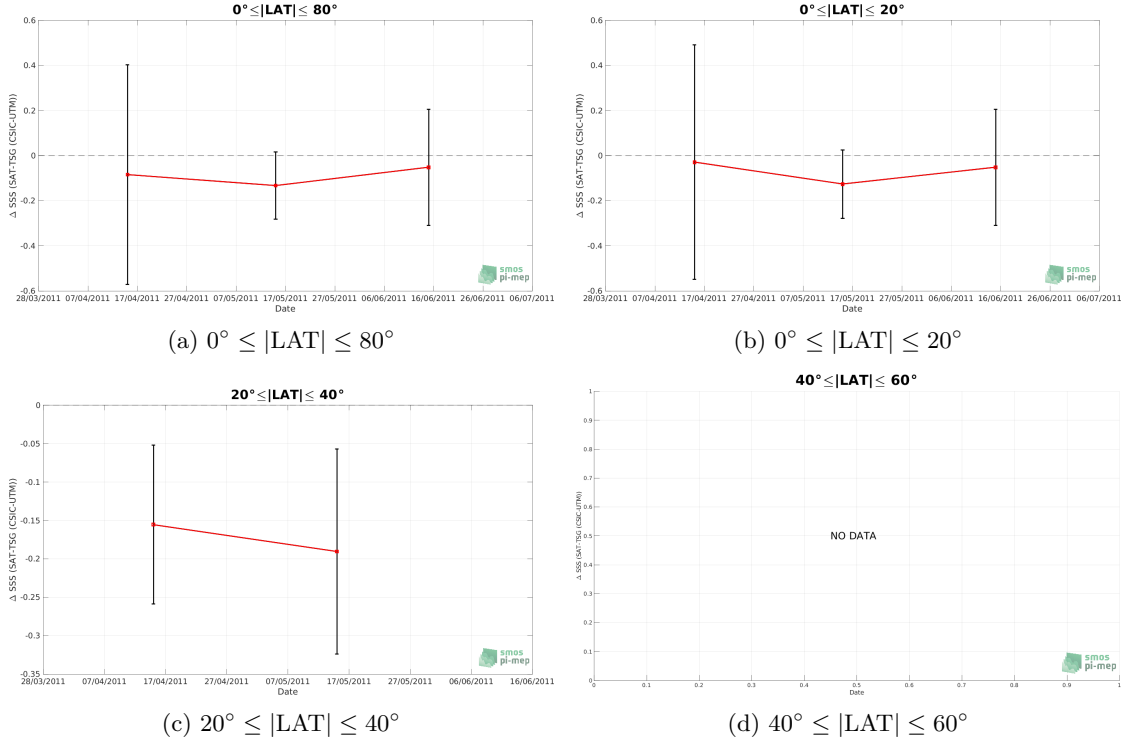 0°≤|LAT|≤ 80°
0.6
0.4
0.2
0
-0.2
-0.4
-0.6
Δ SSS (SAT-TSG (CSIC-UTM))
28/03/2011 07/04/2011 17/04/2011 27/04/2011 07/05/2011 17/05/2011 27/05/2011 06/06/2011 16/06/2011 26/06/2011 06/07/2011
Date
smos
pi-mep
(a) 0° ≤ |LAT| ≤ 80°
0°≤|LAT|≤ 20°
0.6
0.4
0.2
0
-0.2
-0.4
-0.6
Δ SSS (SAT-TSG (CSIC-UTM))
28/03/2011 07/04/2011 17/04/2011 27/04/2011 07/05/2011 17/05/2011 27/05/2011 06/06/2011 16/06/2011 26/06/2011 06/07/2011
Date
smos
pi-mep
(b) 0° ≤ |LAT| ≤ 20°
20°≤|LAT|≤ 40°
0
-0.05
-0.1
-0.15
-0.2
-0.25
-0.3
-0.35
Δ SSS (SAT-TSG (CSIC-UTM))
28/03/2011 07/04/2011 17/04/2011 27/04/2011 07/05/2011 17/05/2011 27/05/2011 06/06/2011 16/06/2011
Date
smos
pi-mep
(c) 20° ≤ |LAT| ≤ 40°
40°≤|LAT|≤ 60°
1
0.9
0.8
0.7
0.6
0.5
0.4
0.3
0.2
0.1
0
Δ SSS (SAT-TSG (CSIC-UTM))
NO DATA
0 0.1 0.2 0.3 0.4 0.5 0.6 0.7 0.8 0.9 1
Date
smos
pi-mep
(d) 40° ≤ |LAT| ≤ 60°